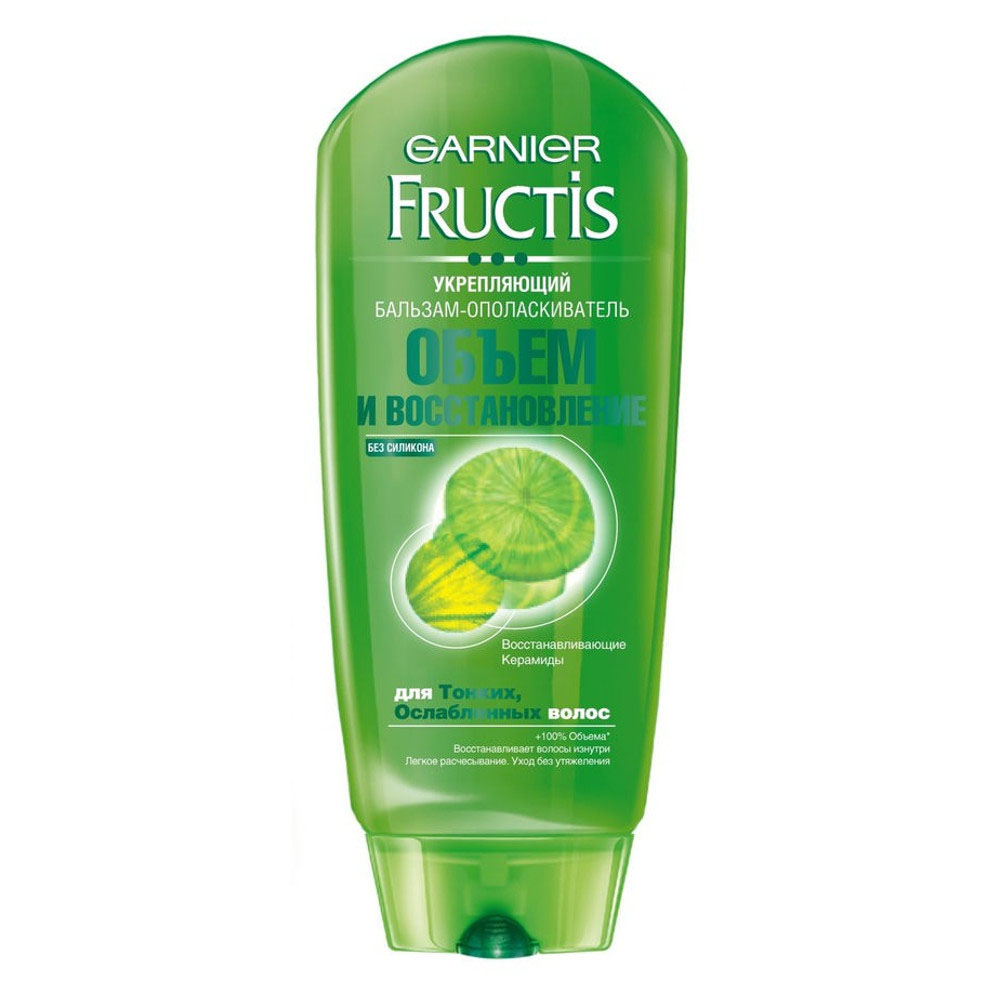 GARNIER
FRUCTIS
УКРЕПЛЯЮЩИЙ
БАЛЬЗАМ-ОПОЛАСКИВАТЕЛЬ
ОБЪЕМ
И ВОССТАНОВЛЕНИЕ
БЕЗ СИЛИКОНА
Восстанавливающие
Керамиды
для Тонких,
Ослабленных волос
+100% Объема*
Восстанавливает волосы изнутри
Легкое расчесывание. Уход без утяжеления